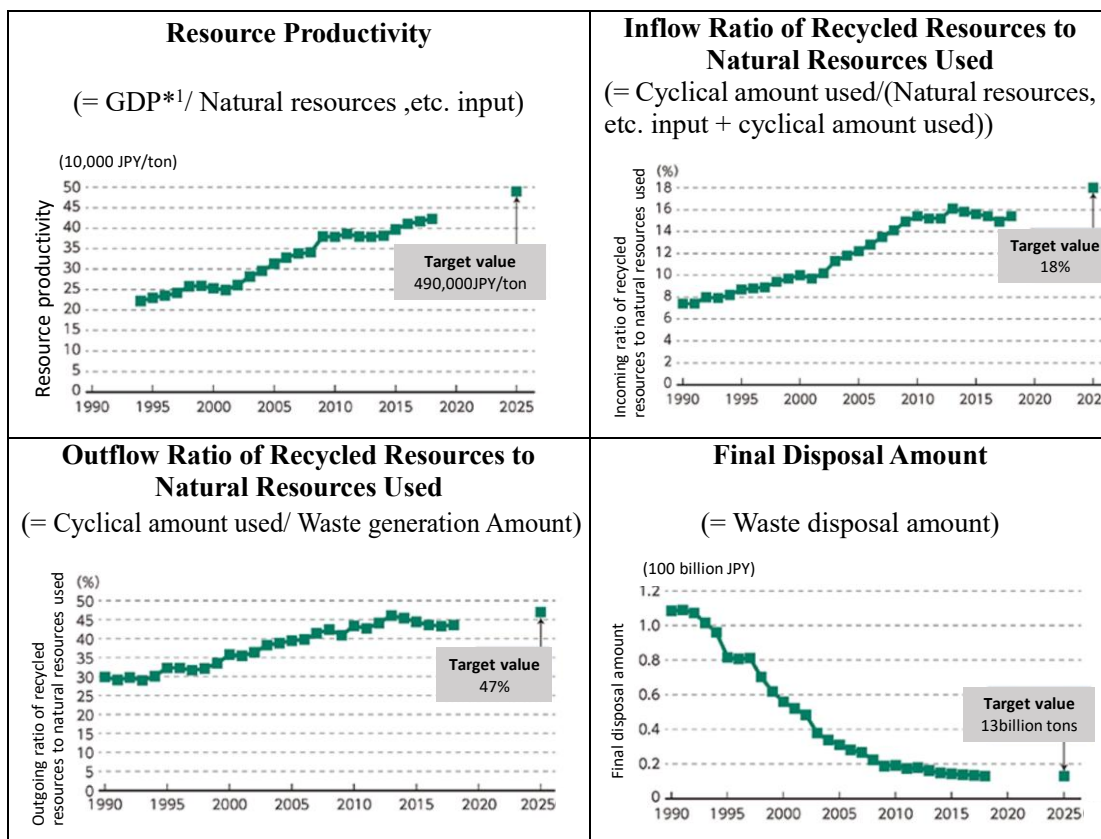 Resource Productivity
(= GDP*1/ Natural resources ,etc. input)
(10,000 JPY/ton)
Resource productivity
50
45
40
35
30
25
20
15
10
5
0
1990 1995 2000 2005 2010 2015 2020 2025
Target value
490,000JPY/ton
Inflow Ratio of Recycled Resources to
Natural Resources Used
(= Cyclical amount used/(Natural resources,
etc. input + cyclical amount used))
(%)
Incoming ratio of recycled
resources to natural resources used
18
16
14
12
10
8
6
4
2
0
1990 1995 2000 2005 2010 2015 2020 2025
Target value
18%
Outflow Ratio of Recycled Resources to
Natural Resources Used
(= Cyclical amount used/ Waste generation Amount)
(%)
Outgoing ratio of recycled
resources to natural resources used
50
45
40
35
30
25
20
15
10
5
0
1990 1995 2000 2005 2010 2015 2020 2025
Target value
47%
Final Disposal Amount
(= Waste disposal amount)
(100 billion JPY)
Final disposal amount
1.2
1.0
0.8
0.6
0.4
0.2
0
1990 1995 2000 2005 2010 2015 2020 2025
Target value
13billion tons